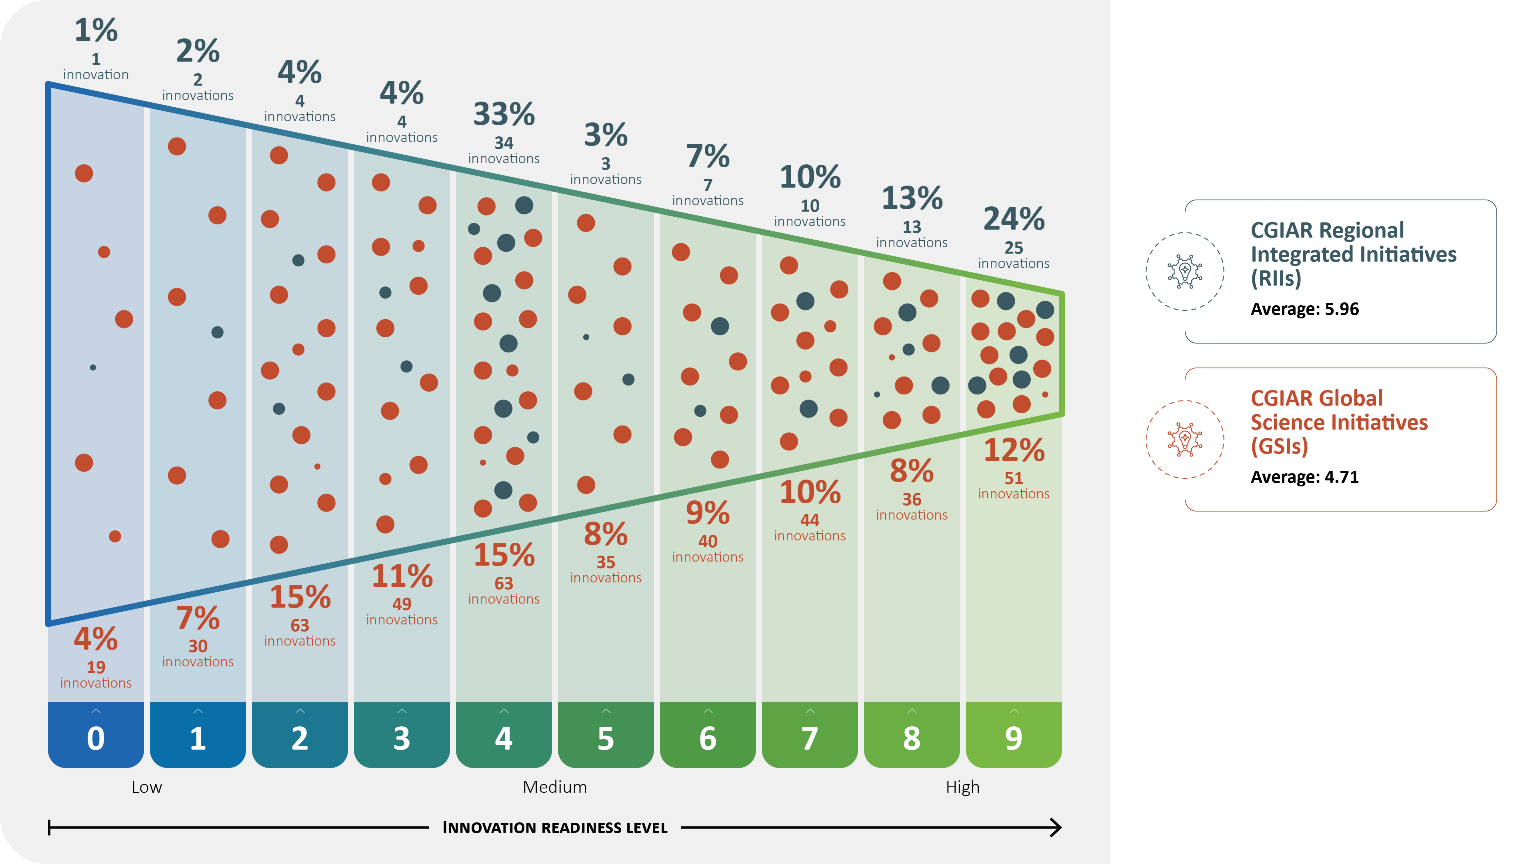 1%
1
innovation
2%
2
innovations
4%
4
innovations
4%
4
innovations
33%
34
innovations
3%
3
innovations
7%
7
innovations
10%
10
innovations
13%
13
innovations
24%
25
innovations
4%
19
innovations
7%
30
innovations
15%
63
innovations
11%
49
innovations
15%
63
innovations
8%
35
innovations
9%
40
innovations
10%
44
innovations
8%
36
innovations
12%
51
innovations
0 1 2 3 4 5 6 7 8 9
Low Medium High
INNOVATION READINESS LEVEL
CGIAR Regional
Integrated Initiatives
(RIIs)
Average: 5.96
CGIAR Global
Science Initiatives
(GSIs)
Average: 4.71